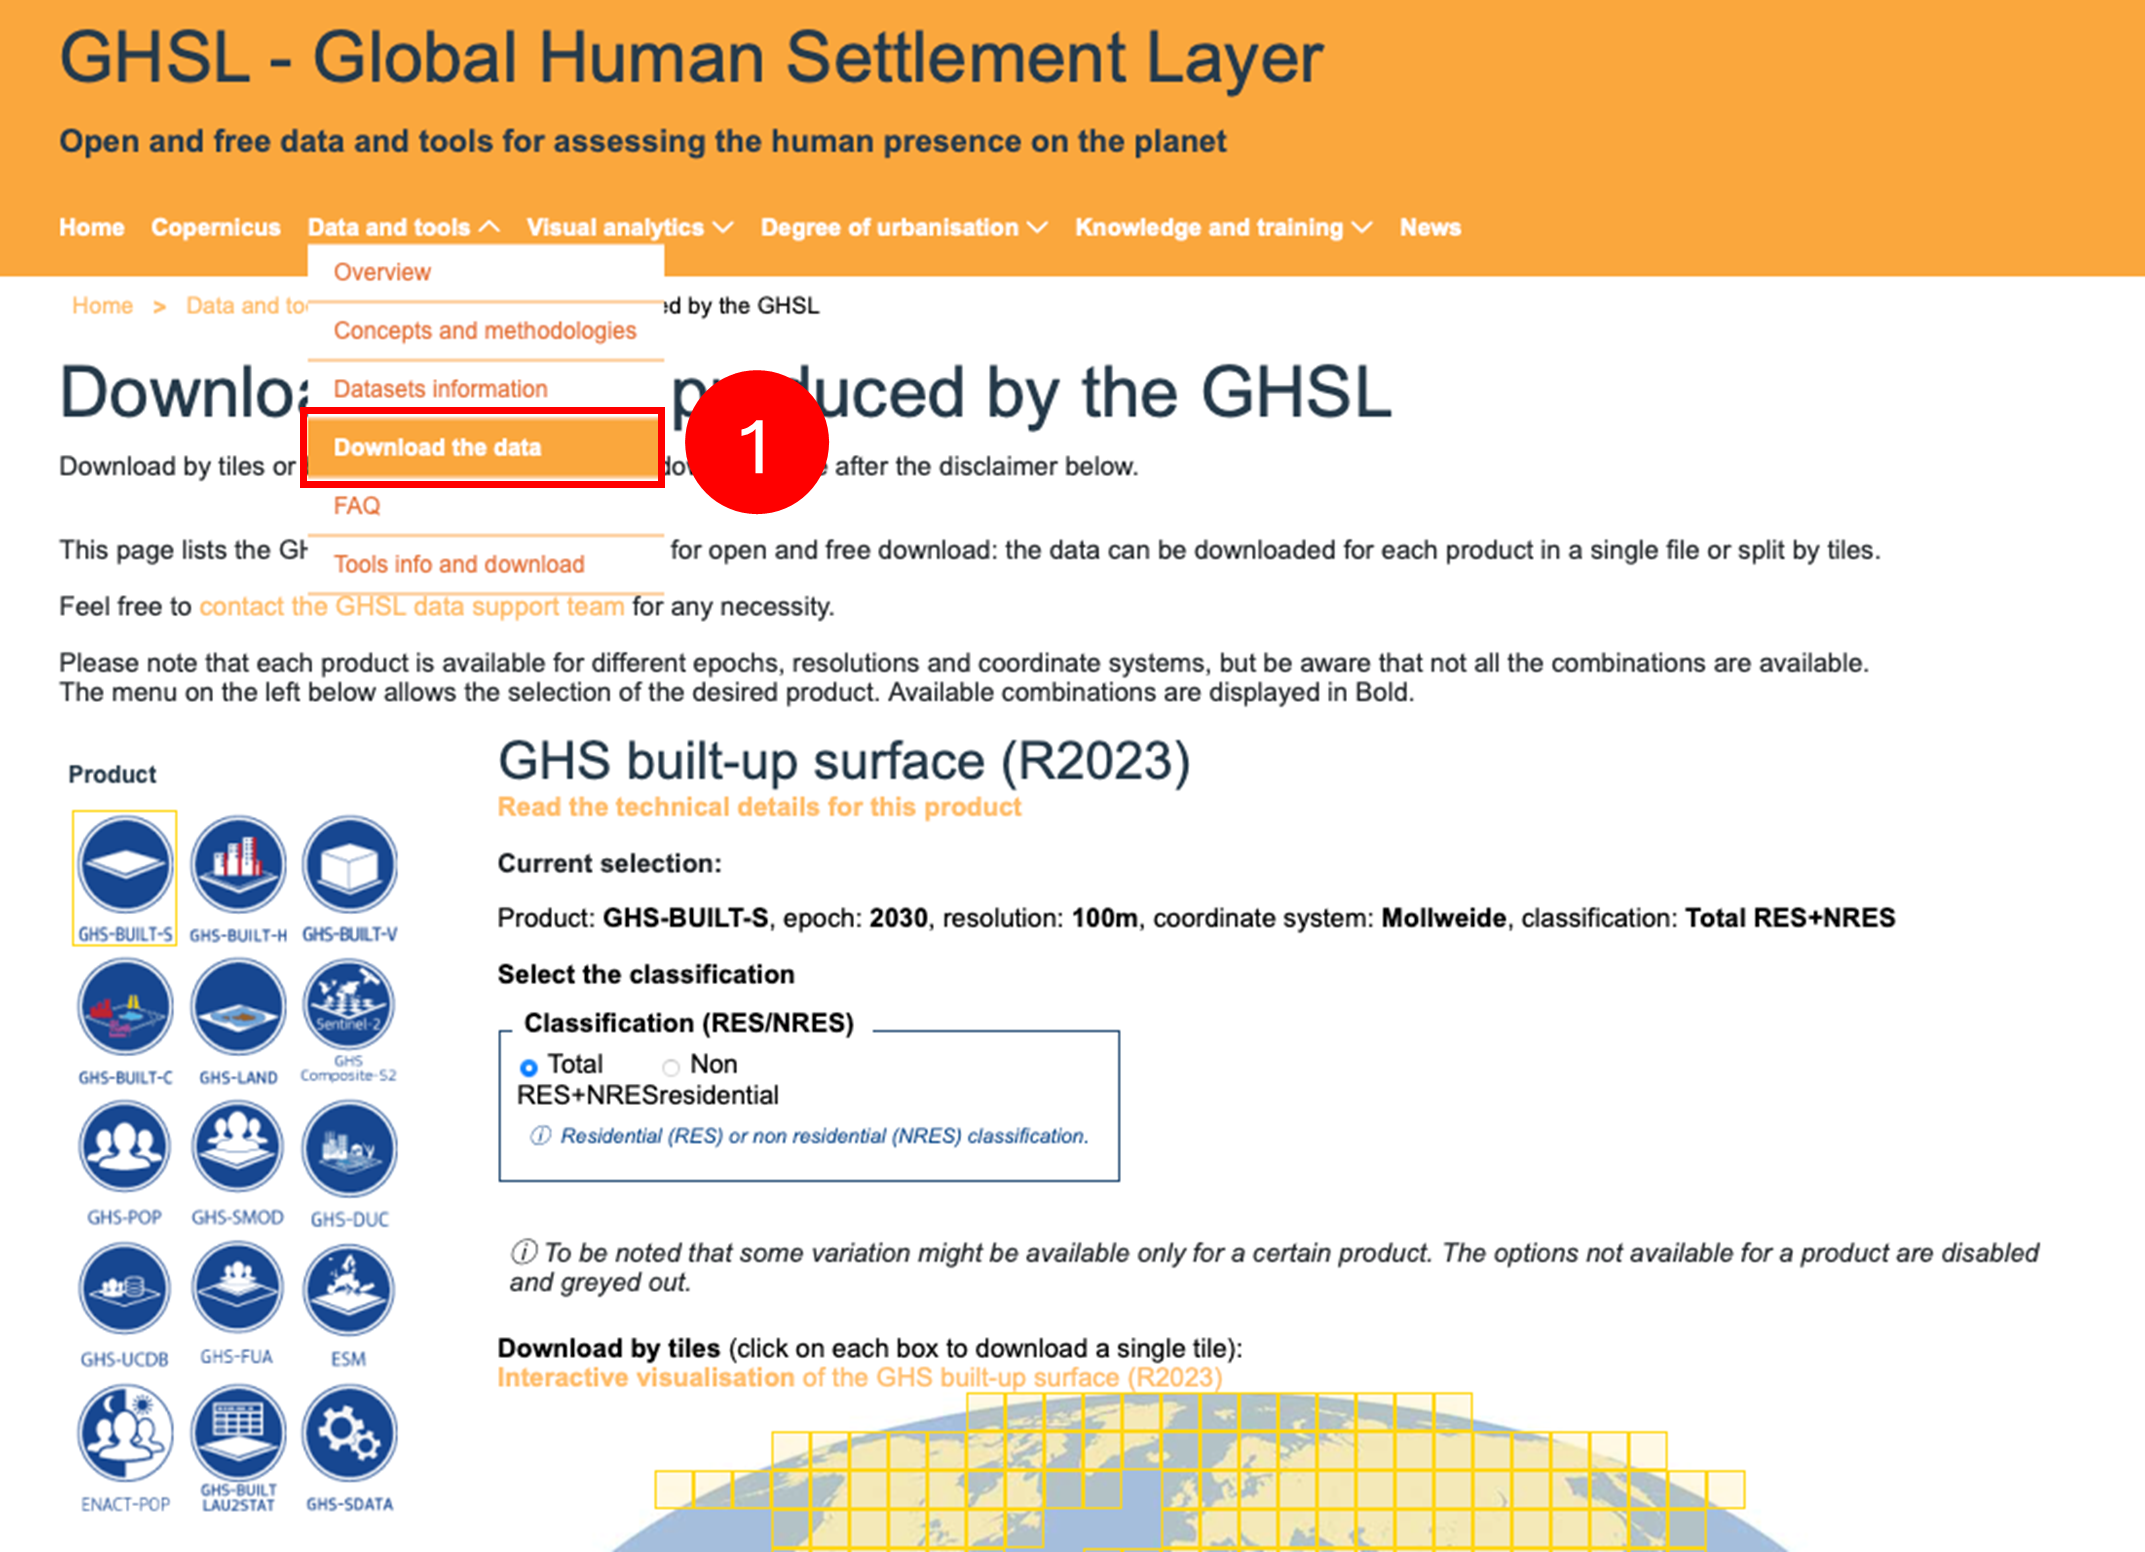 GHSL - Global Human Settlement Layer
Open and free data and tools for assessing the human presence on the planet
Home Copernicus Data and tools Visual analytics Degree of urbanisation Knowledge and training News
Overview
Concepts and methodologies
Datasets information
Download the data
FAQ
Tools info and download
1
Home > Data and by the GHSL
by the GHSL
Download by tiles or after the disclaimer below.
This page lists the for open and free download: the data can be downloaded for each product in a single file or split by tiles.
Feel free to contact the GHSL data support team for any necessity.
Please note that each product is available for different epochs, resolutions and coordinate systems, but be aware that not all the combinations are available.
The menu on the left below allows the selection of the desired product. Available combinations are displayed in Bold.
Product
GHS-BUILT-S GHS-BUILT-H GHS-BUILT-V
Sentinel-2
GHS-BUILT-C GHS-LAND GHS
Composite-S2
GHS-POP GHS-SMOD GHS-DUC
GHS-UCDB GHS-FUA ESM
ENACT-POP GHS-BUILT
LAU2STAT GHS-SDATA
GHS built-up surface (R2023)
Read the technical details for this product
Current selection:
Product: GHS-BUILT-S, epoch: 2030, resolution: 100m, coordinate system: Mollweide, classification: Total RES+NRES
Select the classification
Classification (RES/NRES)
Total Non
RES+NRESresidential
ⓘ Residential (RES) or non residential (NRES) classification.
ⓘ To be noted that some variation might be available only for a certain product. The options not available for a product are disabled
and greyed out.
Download by tiles (click on each box to download a single tile):
Interactive visualisation of the GHS built-up surface (R2023)